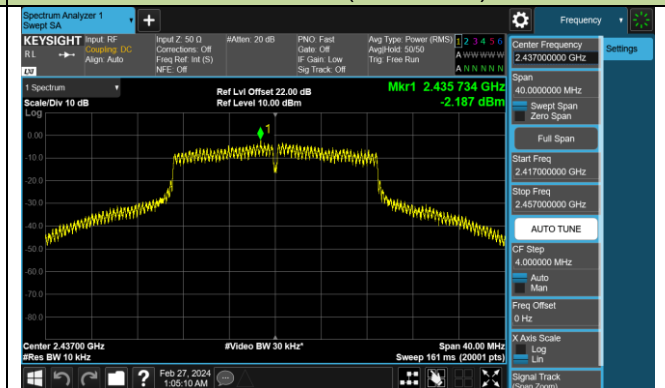 Spectrum Analyzer 1
Swept SA
+
Frequency
KEYSIGHT
Input: RF
Input Z: 50 Ω
#Atten: 20 dB
PNO: Fast
Avg Type: Power (RMS)
1 2 3 4 5 6
RL
Coupling: DC
Corrections: Off
Gate: Off
Avg|Hold: 50/50
A W W W W W
Align: Auto
Freq Ref: Int (S)
IF Gain: Low
Trig: Free Run
NFE: Off
Sig Track: Off
A N N N N N
LXI
1 Spectrum
Scale/Div 10 dB
Ref Lvl Offset 22.00 dB
Ref Level 10.00 dBm
Mkr1 2.435 734 GHz
-2.187 dBm
Log
1
0.00
-10.0
-20.0
-30.0
-40.0
-50.0
-60.0
-70.0
-80.0
Center 2.43700 GHz
#Video BW 30 kHz*
Span 40.00 MHz
#Res BW 10 kHz
Sweep 161 ms (20001 pts)
?
Feb 27, 2024
1:05:10 AM
Center Frequency
2.437000000 GHz
Settings
Span
40.0000000 MHz
Swept Span
Zero Span
Full Span
Start Freq
2.417000000 GHz
Stop Freq
2.457000000 GHz
AUTO TUNE
CF Step
4.000000 MHz
Auto
Man
Freq Offset
0 Hz
X Axis Scale
Log
Lin
Signal Track
(Span Zoom)